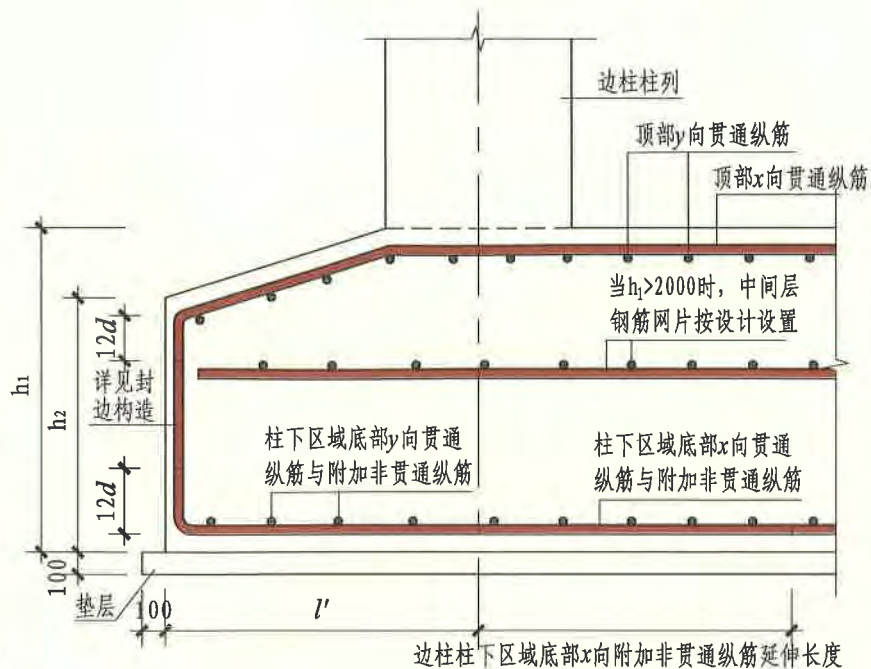 边柱柱列
顶部y向贯通纵筋
顶部x向贯通纵筋
当h₁>2000时，中间层
钢筋网片按设计设置
12d
h₁
h₂
详见封
边构造
柱下区域底部y向贯通
纵筋与附加非贯通纵筋
柱下区域底部x向贯通
纵筋与附加非贯通纵筋
12d
100
垫层
100
l'
边柱柱下区域底部x向附加非贯通纵筋延伸长度